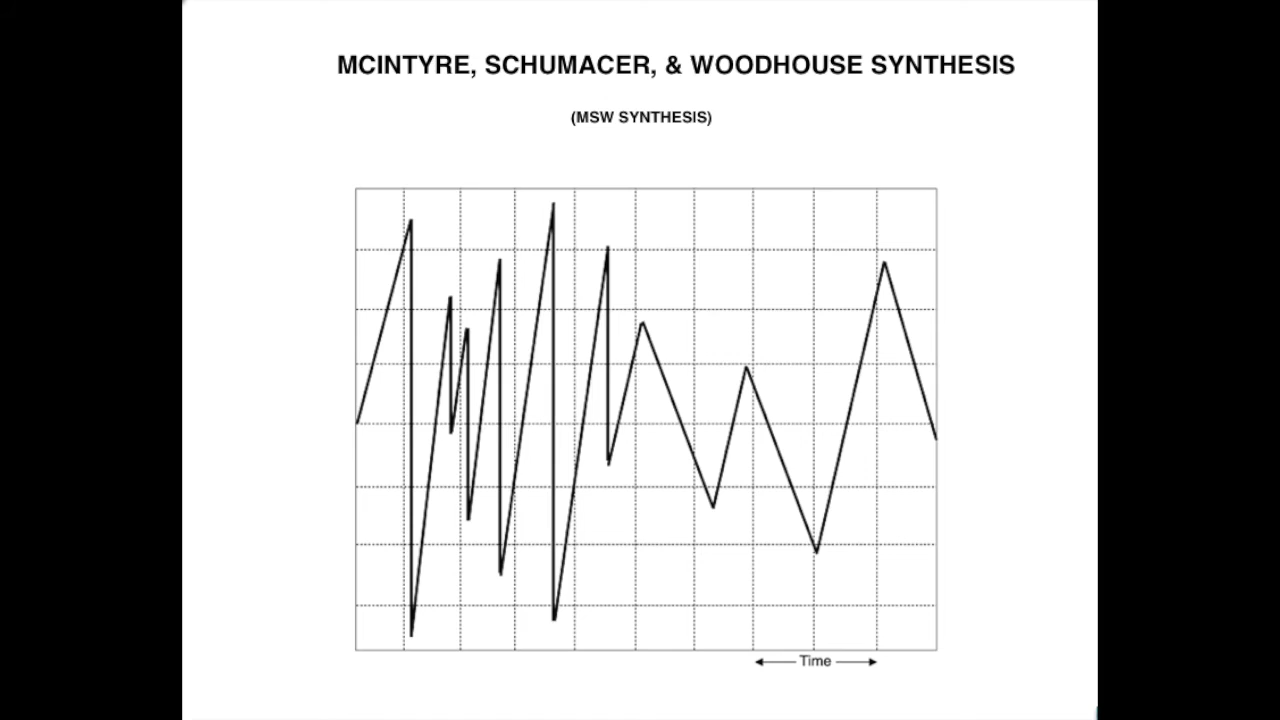 MCINTYRE, SCHUMACER, & WOODHOUSE SYNTHESIS
(MSW SYNTHESIS)
Time